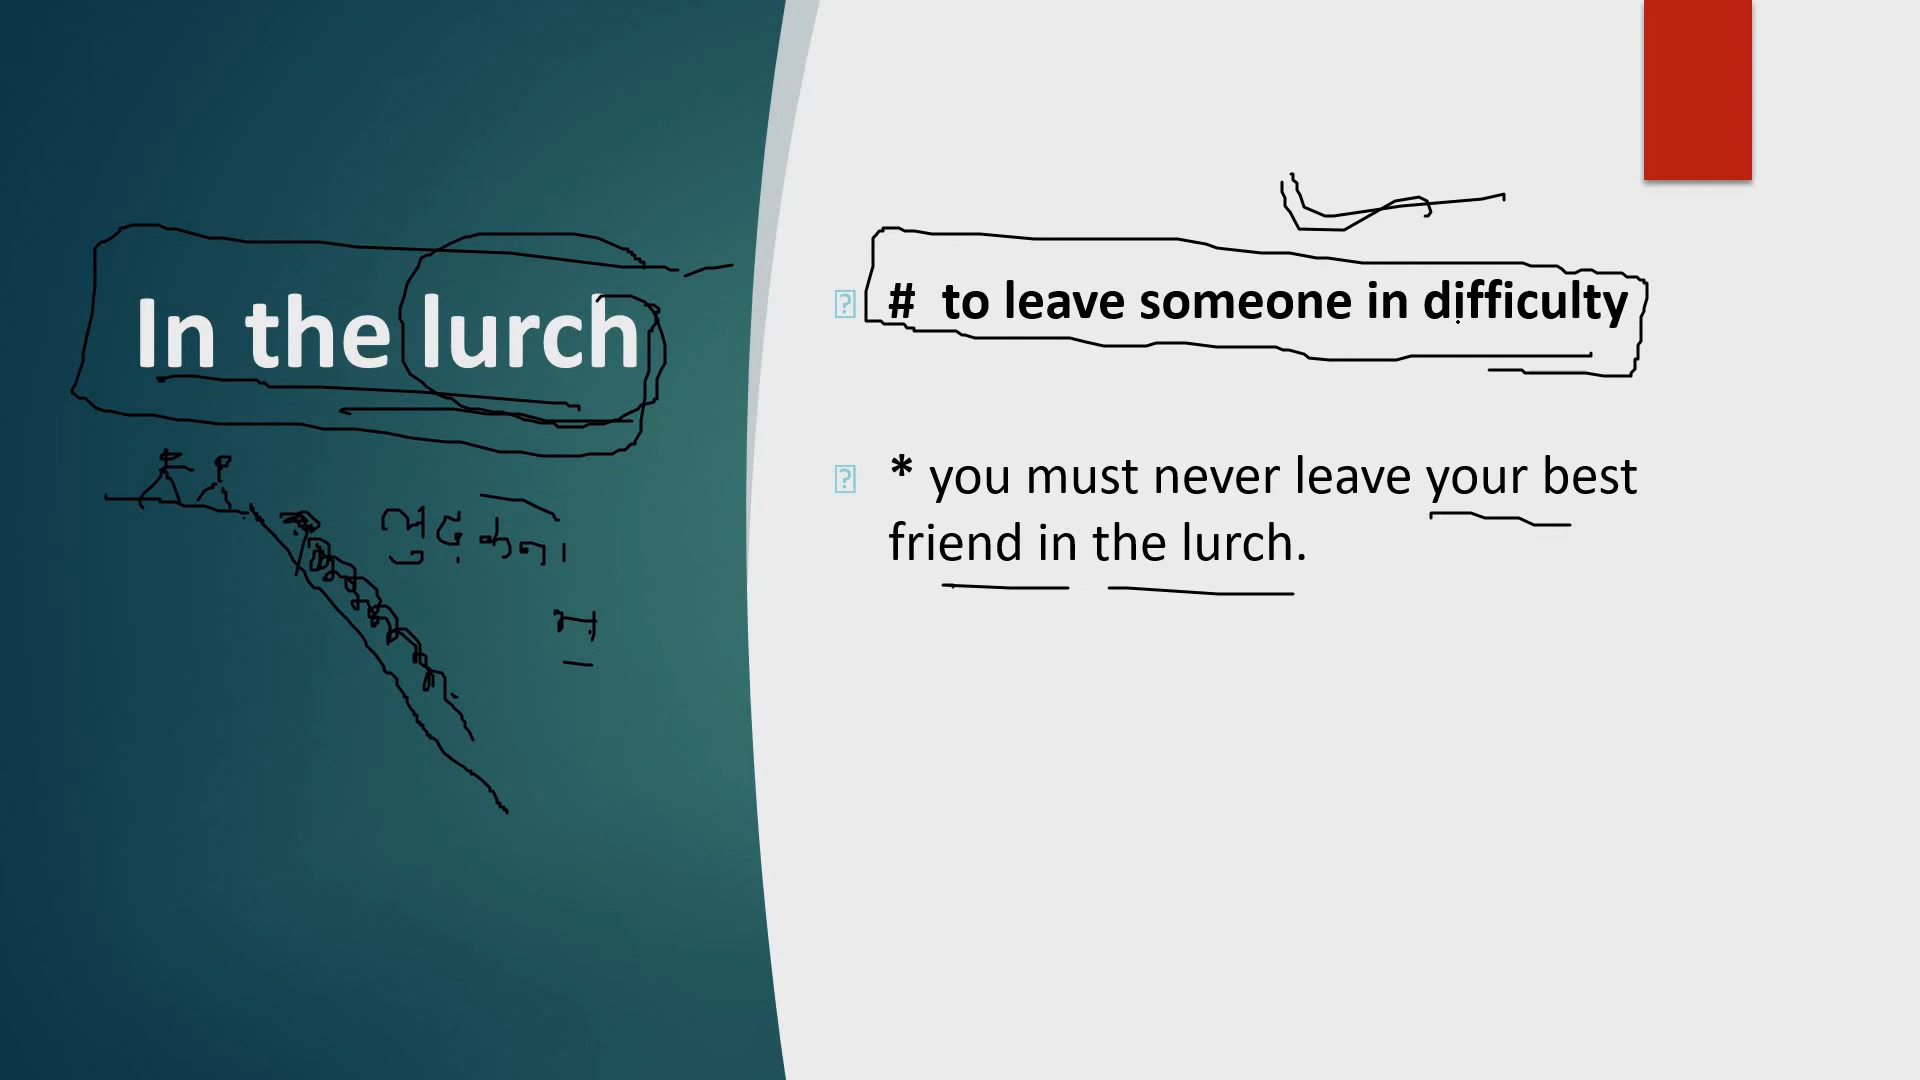 In the lurch
# to leave someone in difficulty
* you must never leave your best
friend in the lurch.